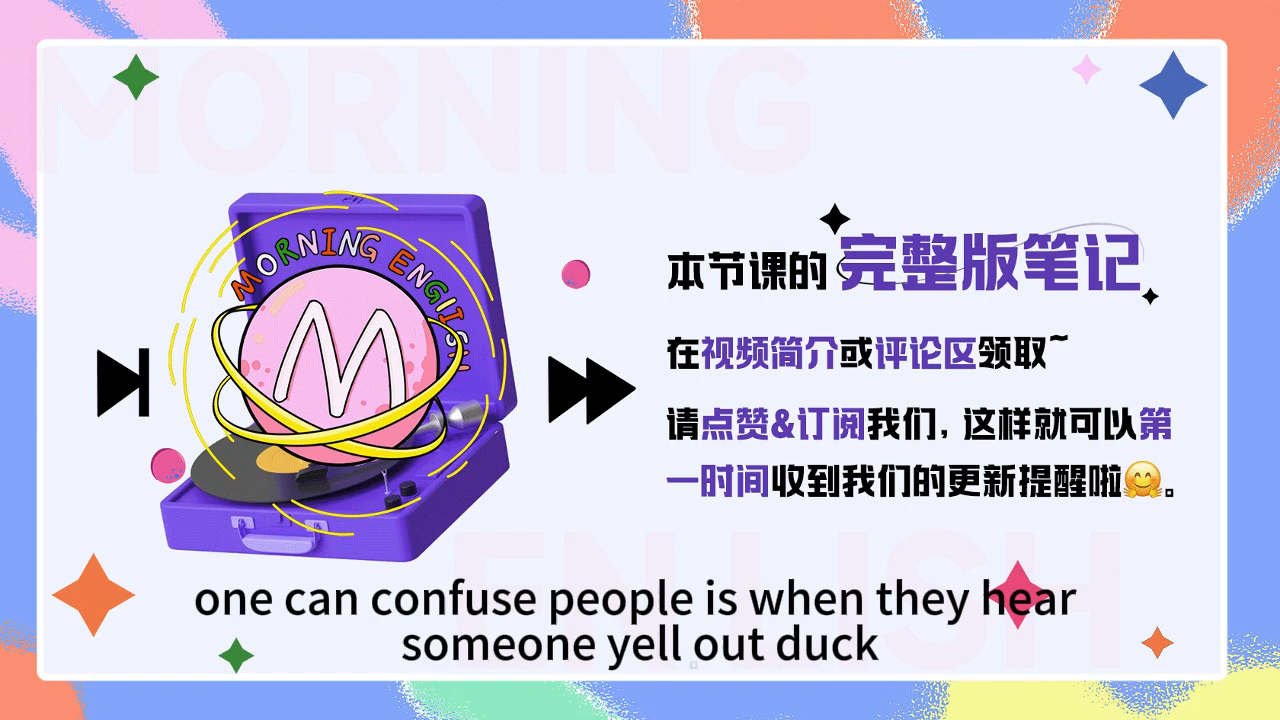 MORNING
MORNING ENGlISH
M
本节课的 完整版笔记
在视频简介或评论区领取~
请点赞&订阅我们，这样就可以第
一时间收到我们的更新提醒啦🤗。
one can confuse people is when they hear
someone yell out duck